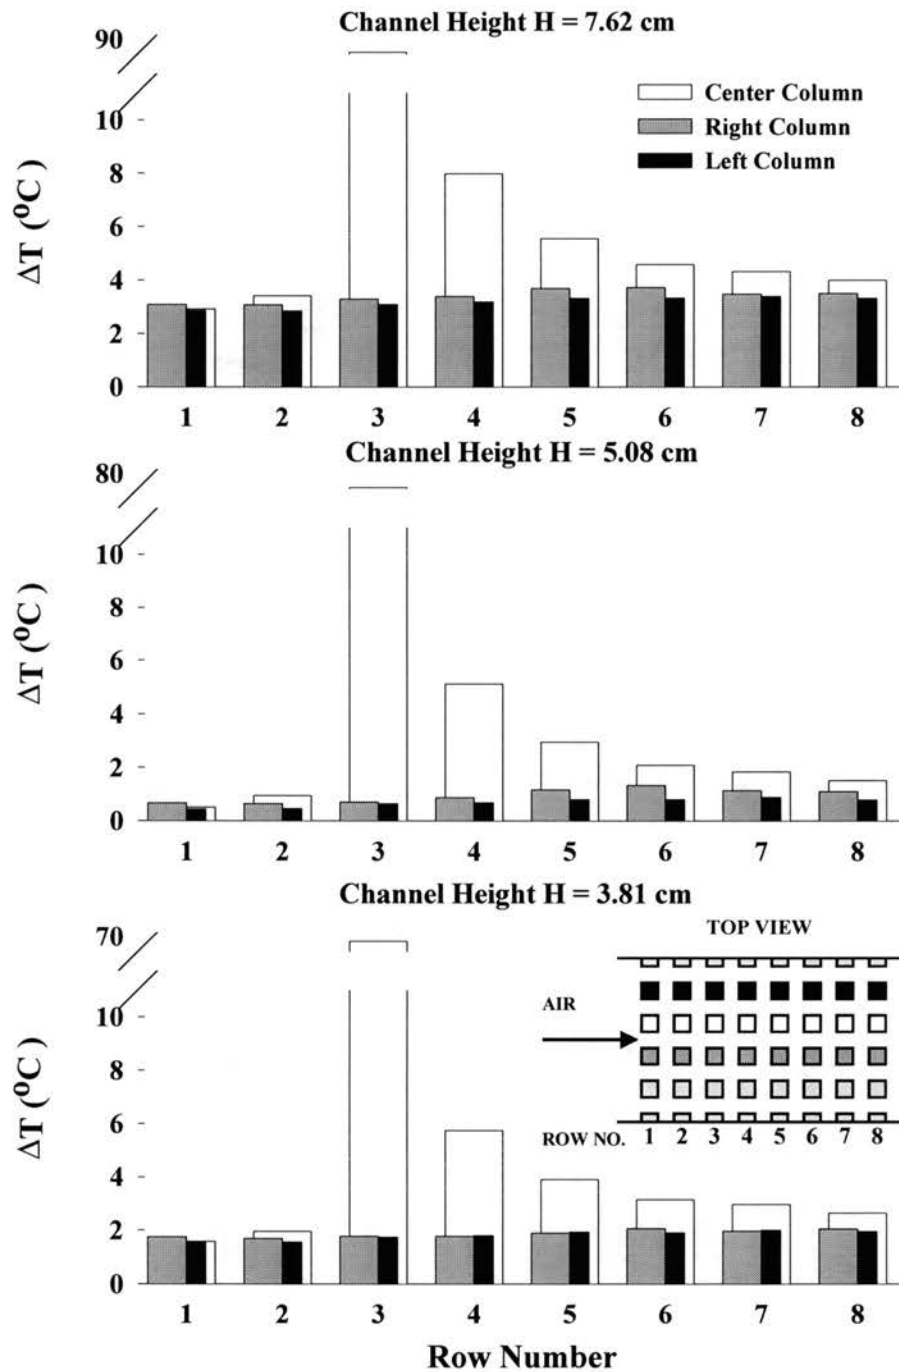 Channel Height H = 7.62 cm
90
10
8
6
4
2
0
ΔT (⁰C )
Center Column
Right Column
Left Column
1 2 3 4 5 6 7 8
Channel Height H = 5.08 cm
80
10
8
6
4
2
0
ΔT (⁰C )
1 2 3 4 5 6 7 8
Channel Height H = 3.81 cm
70
10
8
6
4
2
0
ΔT (⁰C )
TOP VIEW
AIR
ROW NO. 1 2 3 4 5 6 7 8
1 2 3 4 5 6 7 8
Row Number